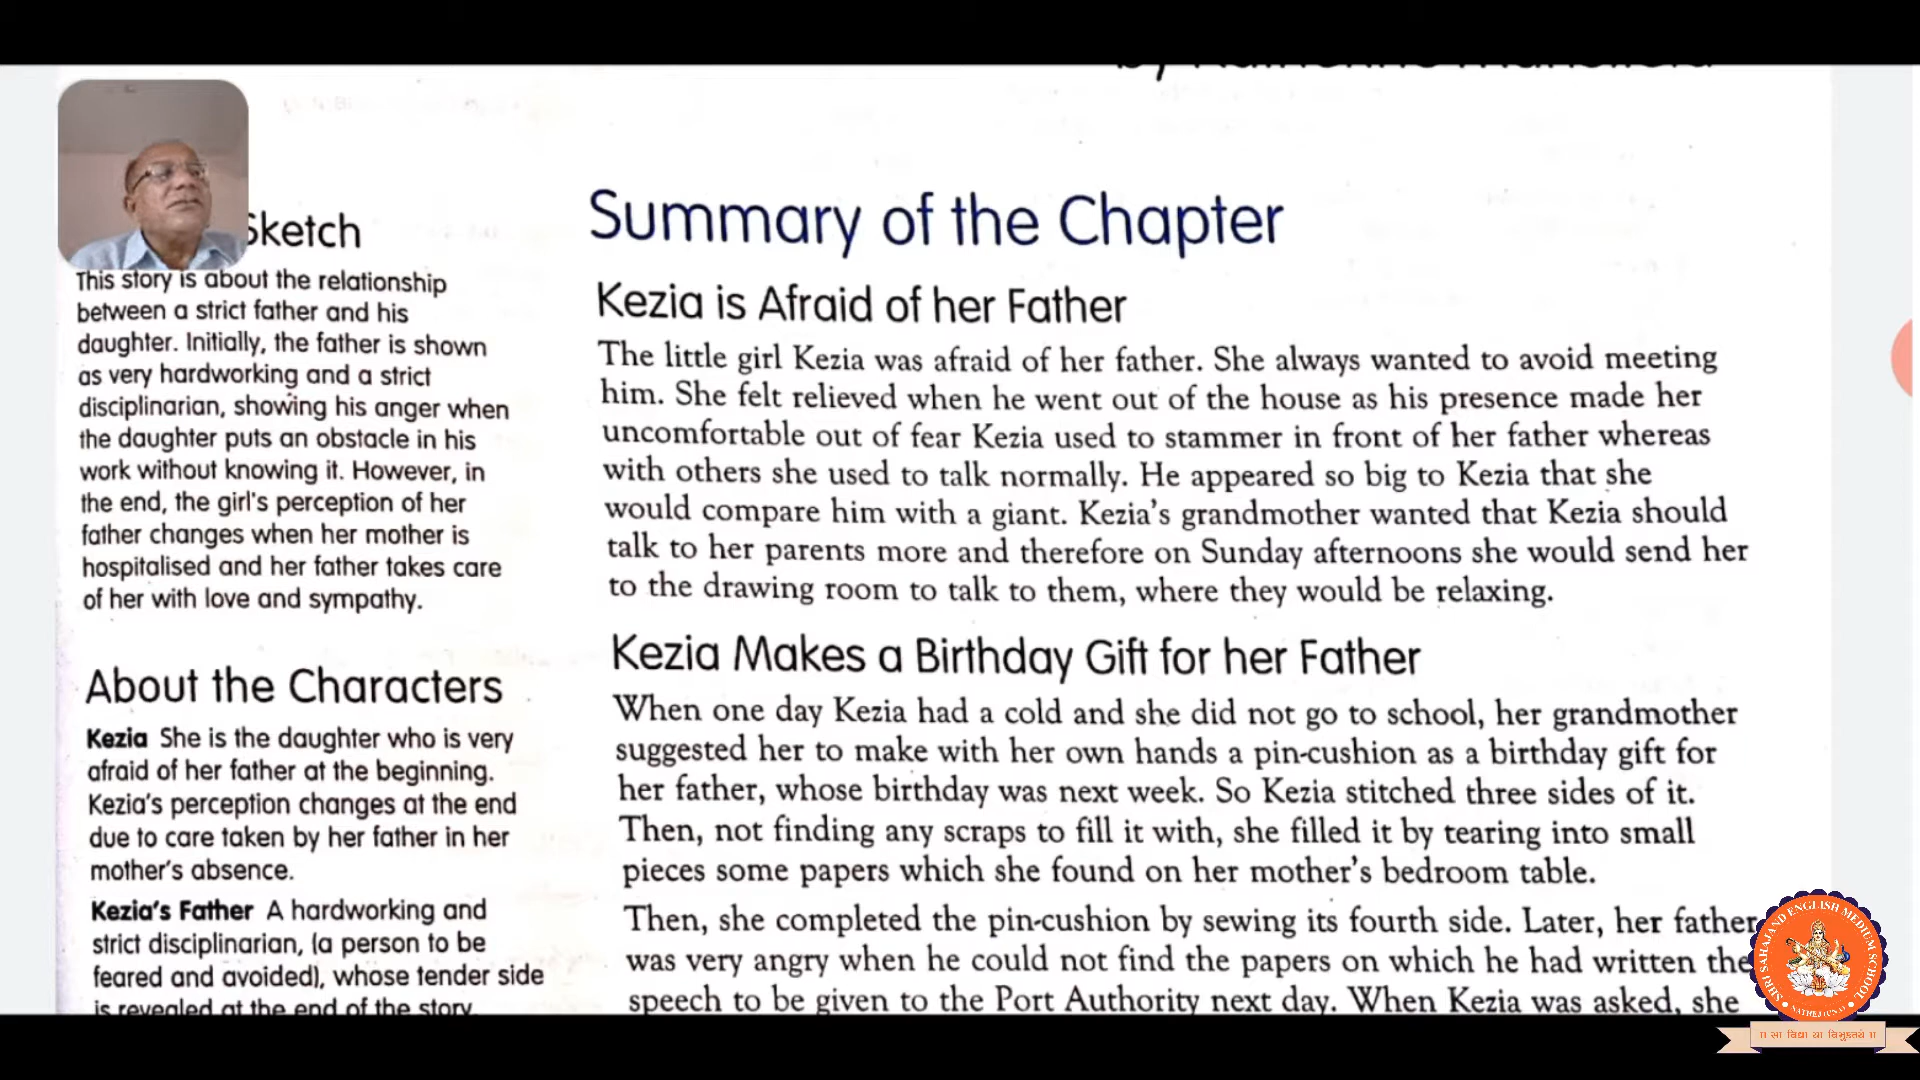 Sketch
This story is about the relationship
between a strict father and his
daughter. Initially, the father is shown
as very hardworking and a strict
disciplinarian, showing his anger when
the daughter puts an obstacle in his
work without knowing it. However, in
the end, the girl's perception of her
father changes when her mother is
hospitalised and her father takes care
of her with love and sympathy.
About the Characters
Kezia She is the daughter who is very
afraid of her father at the beginning.
Kezia's perception changes at the end
due to care taken by her father in her
mother's absence.
Kezia's Father A hardworking and
strict disciplinarian, (a person to be
feared and avoided), whose tender side
is revealed at the end of the story.
Summary of the Chapter
Kezia is Afraid of her Father
The little girl Kezia was afraid of her father. She always wanted to avoid meeting
him. She felt relieved when he went out of the house as his presence made her
uncomfortable out of fear Kezia used to stammer in front of her father whereas
with others she used to talk normally. He appeared so big to Kezia that she
would compare him with a giant. Kezia's grandmother wanted that Kezia should
talk to her parents more and therefore on Sunday afternoons she would send her
to the drawing room to talk to them, where they would be relaxing.
Kezia Makes a Birthday Gift for her Father
When one day Kezia had a cold and she did not go to school, her grandmother
suggested her to make with her own hands a pin-cushion as a birthday gift for
her father, whose birthday was next week. So Kezia stitched three sides of it.
Then, not finding any scraps to fill it with, she filled it by tearing into small
pieces some papers which she found on her mother's bedroom table.
Then, she completed the pin-cushion by sewing its fourth side. Later, her father
was very angry when he could not find the papers on which he had written the
speech to be given to the Port Authority next day. When Kezia was asked, she
SHRI SAHAJANAND ENGLISH MEDIUM SCHOOL
॥ सा विद्या या विमुक्तये ॥